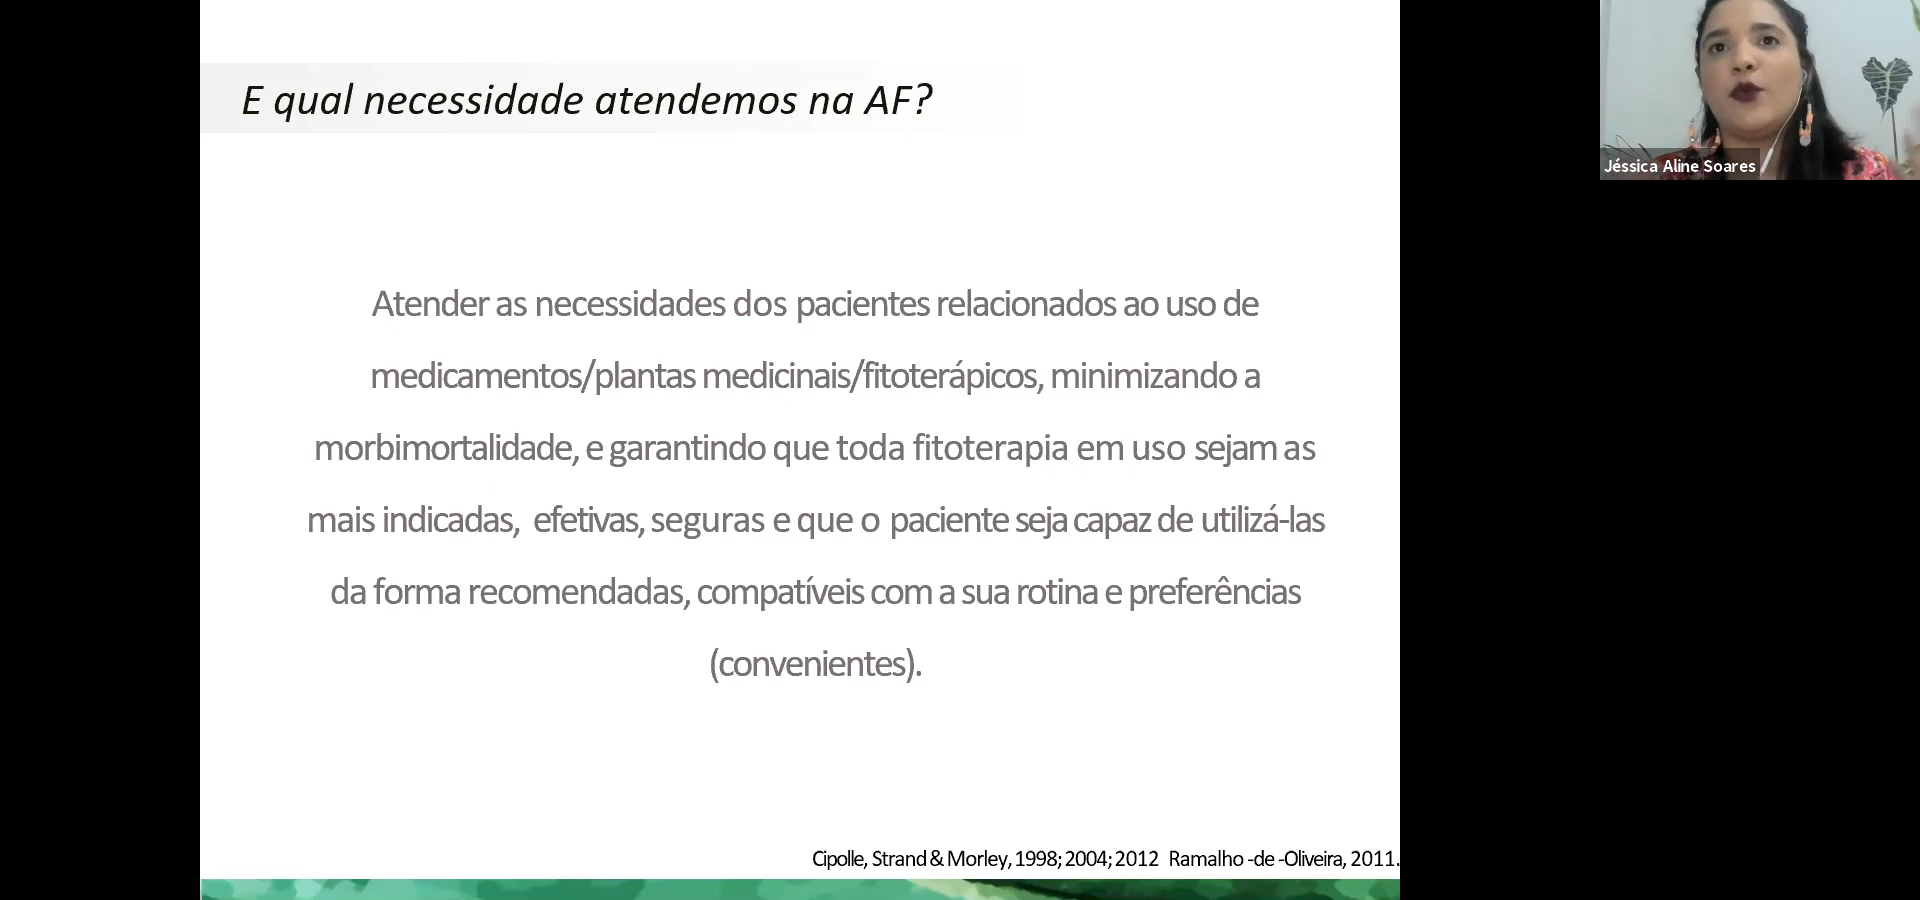 E qual necessidade atendemos na AF?
Jéssica Aline Soares
Atender as necessidades dos pacientes relacionados ao uso de
medicamentos/plantas medicinais/fitoterápicos, minimizando a
morbimortalidade, e garantindo que toda fitoterapia em uso sejam as
mais indicadas, efetivas, seguras e que o paciente seja capaz de utilizá-las
da forma recomendadas, compatíveis com a sua rotina e preferências
(convenientes).
Cipolle, Strand & Morley, 1998; 2004; 2012 Ramalho -de -Oliveira, 2011.